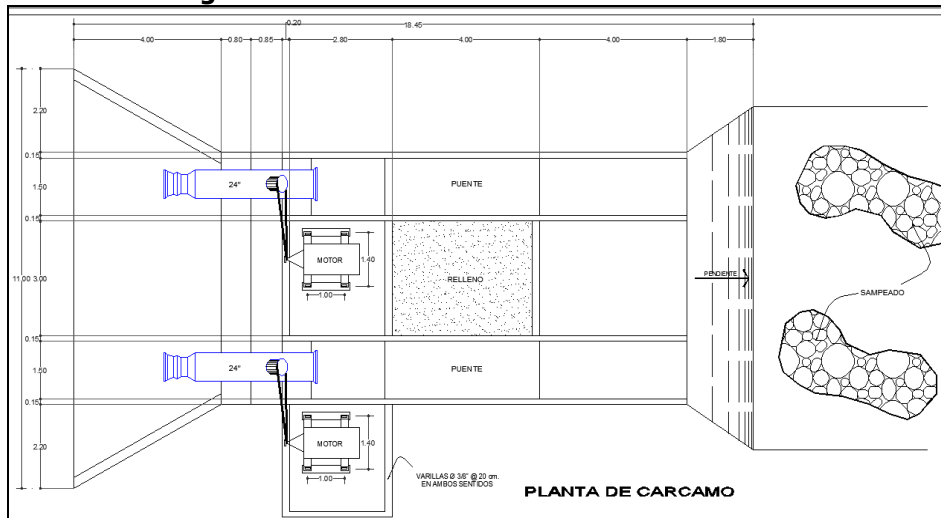 0.20
18.45
4.00
0.80
0.85
2.80
4.00
4.00
1.80
2.20
0.15
1.50
0.15
11.00
3.00
0.15
1.50
0.15
2.20
24"
PUENTE
MOTOR
1.40
1.00
RELLENO
PENDIENTE
SAMPEADO
24"
PUENTE
MOTOR
1.40
1.00
VARILLAS Ø 3/8" @ 20 cm.
EN AMBOS SENTIDOS
PLANTA DE CARCAMO